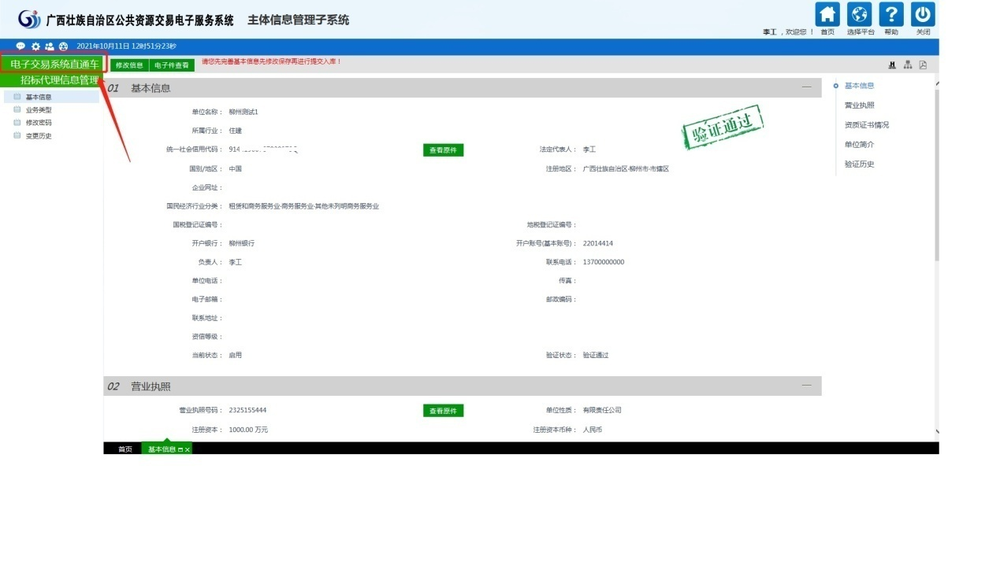 广西壮族自治区公共资源交易电子服务系统 主体信息管理子系统
李工，欢迎您！ 首页 选择平台 帮助 关闭
2021年10月11日 12时51分23秒
电子交易系统直通车 修改信息 电子件查看 请您先完善基本信息先修改保存再进行提交入库！
招标代理信息管理
基本信息
业务类型
修改密码
变更历史
01 基本信息
单位名称： 柳州测试1
所属行业： 住建
统一社会信用代码： 914 查看原件 法定代表人： 李工
国别/地区： 中国 注册地区： 广西壮族自治区·柳州市·市辖区
企业网址：
国民经济行业分类： 租赁和商务服务业·商务服务业·其他未列明商务服务业
国税登记证编号： 地税登记证编号：
开户银行： 柳州银行 开户账号(基本账号)： 22014414
负责人： 李工 联系电话： 13700000000
单位电话： 传真：
电子邮箱： 邮政编码：
联系地址：
资信等级：
当前状态： 启用 验证状态： 验证通过
验证通过
02 营业执照
营业执照号码： 2325155444 查看原件 单位性质： 有限责任公司
注册资本： 1000.00 万元 注册资本币种： 人民币
基本信息
营业执照
资质证书情况
单位简介
验证历史
首页 基本信息